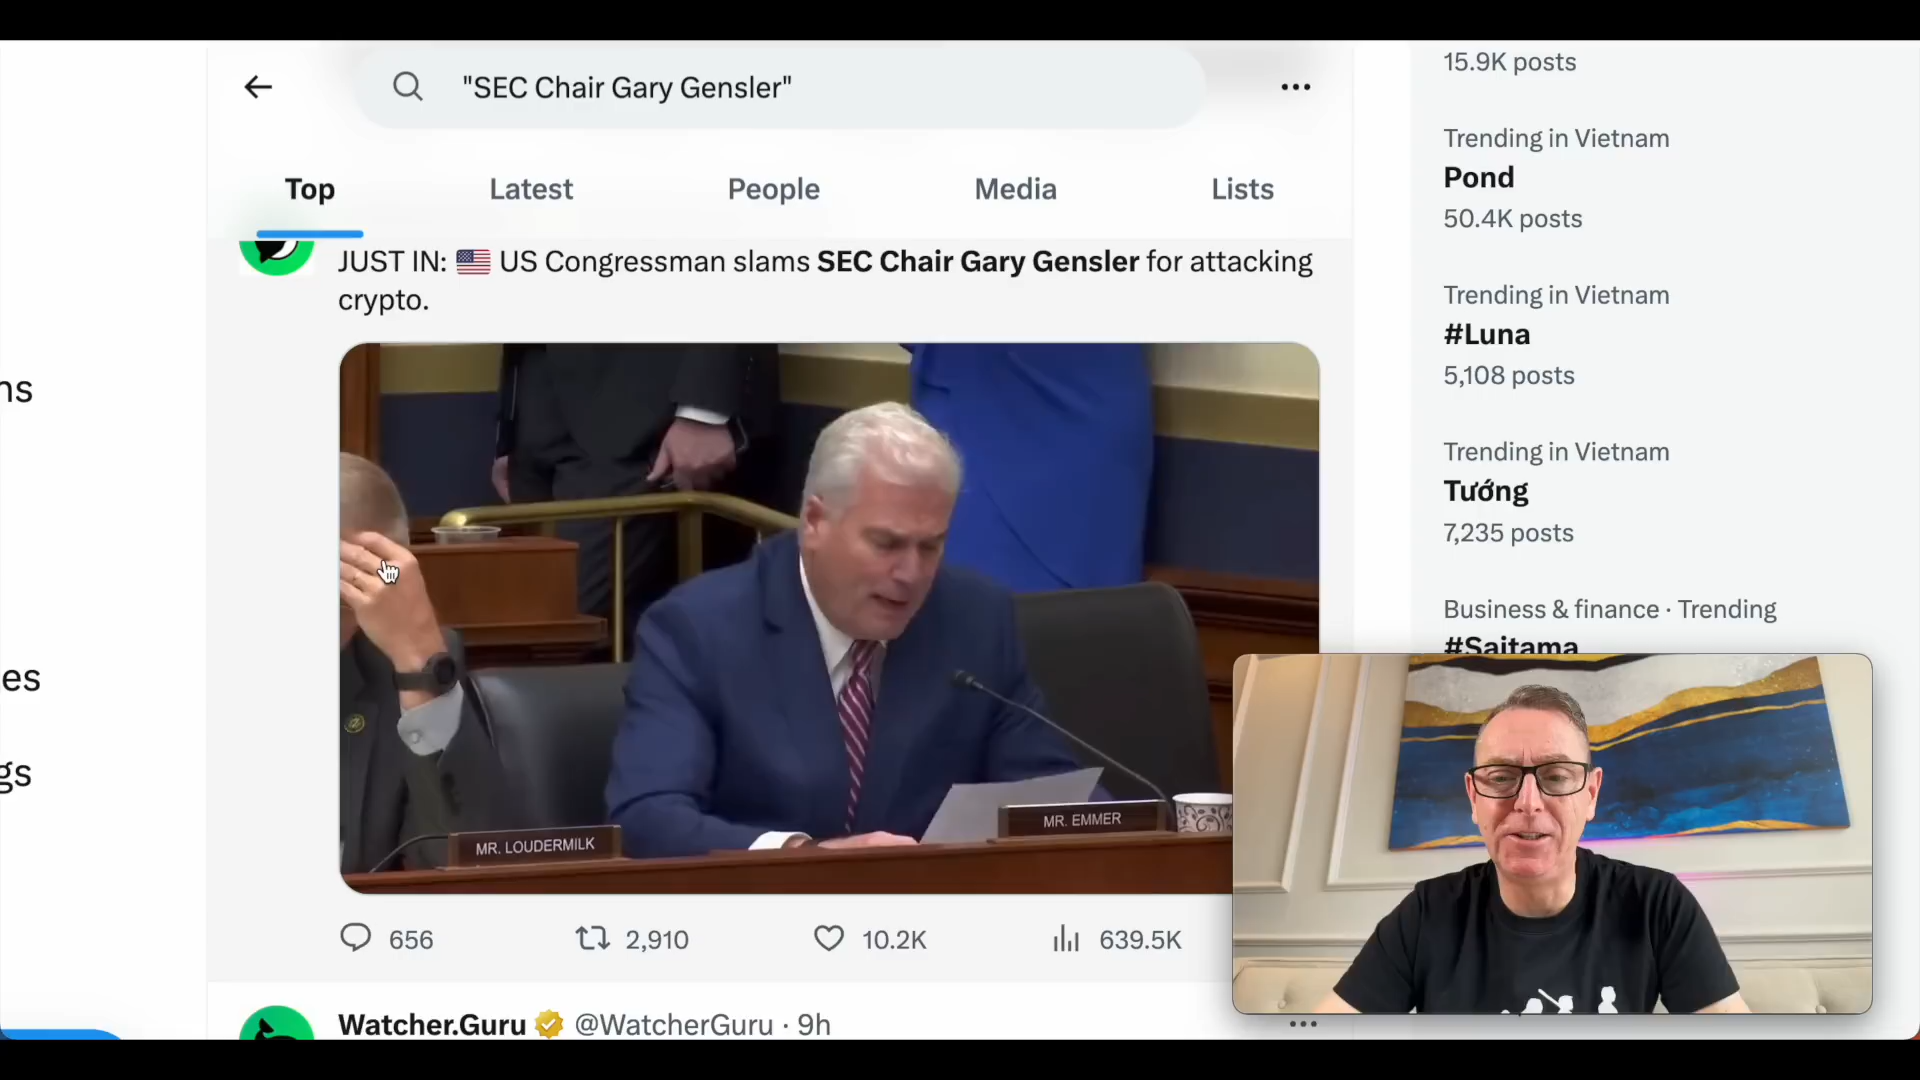 "SEC Chair Gary Gensler"
Top
Latest
People
Media
Lists
JUST IN: 🇺🇸 US Congressman slams SEC Chair Gary Gensler for attacking
crypto.
MR. LOUDERMILK
MR. EMMER
656
2,910
10.2K
639.5K
Watcher.Guru @WatcherGuru · 9h
ns
es
gs
15.9K posts
Trending in Vietnam
Pond
50.4K posts
Trending in Vietnam
#Luna
5,108 posts
Trending in Vietnam
Tướng
7,235 posts
Business & finance · Trending
#Saitama